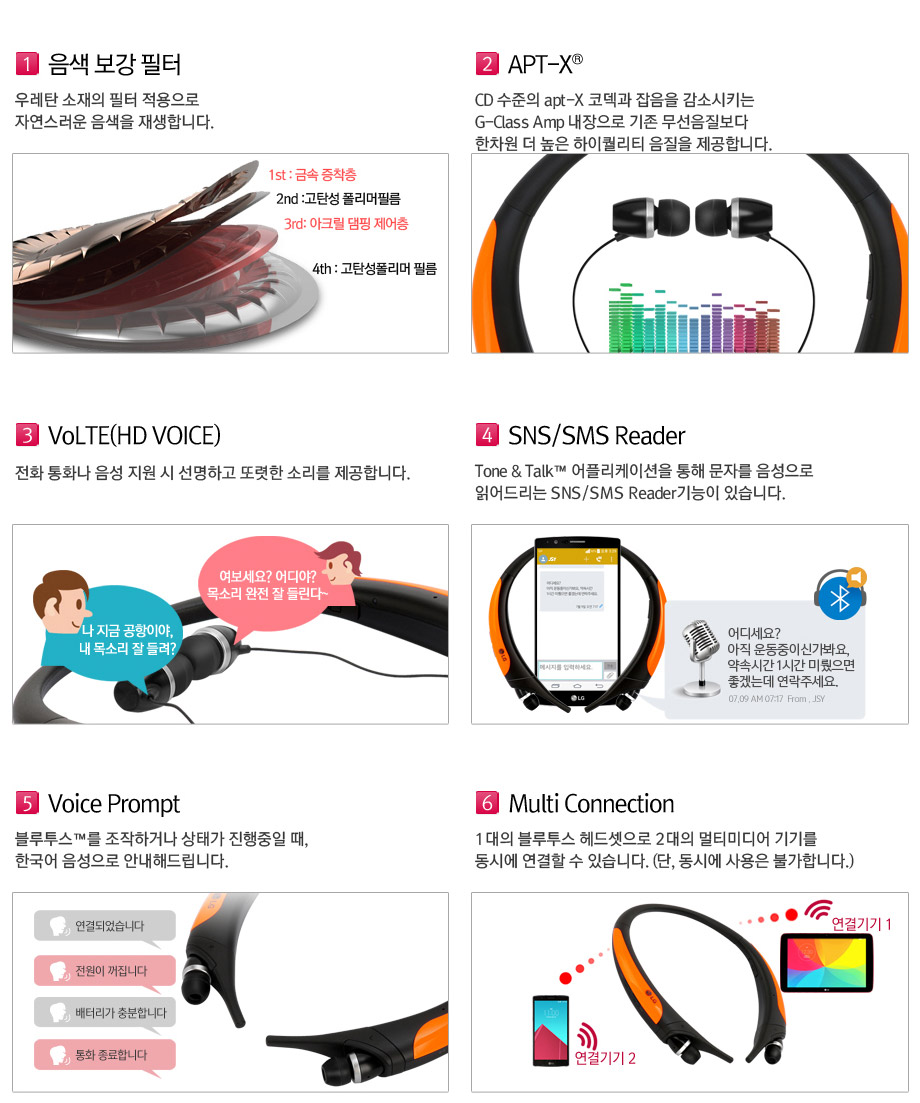 1 음색 보강 필터
우레탄 소재의 필터 적용으로
자연스러운 음색을 재생합니다.
1st : 금속 증착층
2nd :고탄성 폴리머필름
3rd: 아크릴 댐핑 제어층
4th : 고탄성폴리머 필름
2 APT-X®
CD 수준의 apt-X 코덱과 잡음을 감소시키는
G-Class Amp 내장으로 기존 무선음질보다
한차원 더 높은 하이퀄리티 음질을 제공합니다.
3 VoLTE(HD VOICE)
전화 통화나 음성 지원 시 선명하고 또렷한 소리를 제공합니다.
여보세요? 어디야?
목소리 완전 잘 들린다~
나 지금 공항이야,
내 목소리 잘 들려?
4 SNS/SMS Reader
Tone & Talk™ 어플리케이션을 통해 문자를 음성으로
읽어드리는 SNS/SMS Reader기능이 있습니다.
JSY
메시지를 입력하세요.
LG
LG
어디세요?
아직 운동중이신가봐요,
약속시간 1시간 미뤘으면
좋겠는데 연락주세요.
07.09 AM 07:17 From . JSY
5 Voice Prompt
블루투스™를 조작하거나 상태가 진행중일 때,
한국어 음성으로 안내해드립니다.
연결되었습니다
전원이 꺼집니다
배터리가 충분합니다
통화 종료합니다
LG
6 Multi Connection
1대의 블루투스 헤드셋으로 2대의 멀티미디어 기기를
동시에 연결할 수 있습니다. (단, 동시에 사용은 불가합니다.)
연결기기 1
LG
연결기기 2